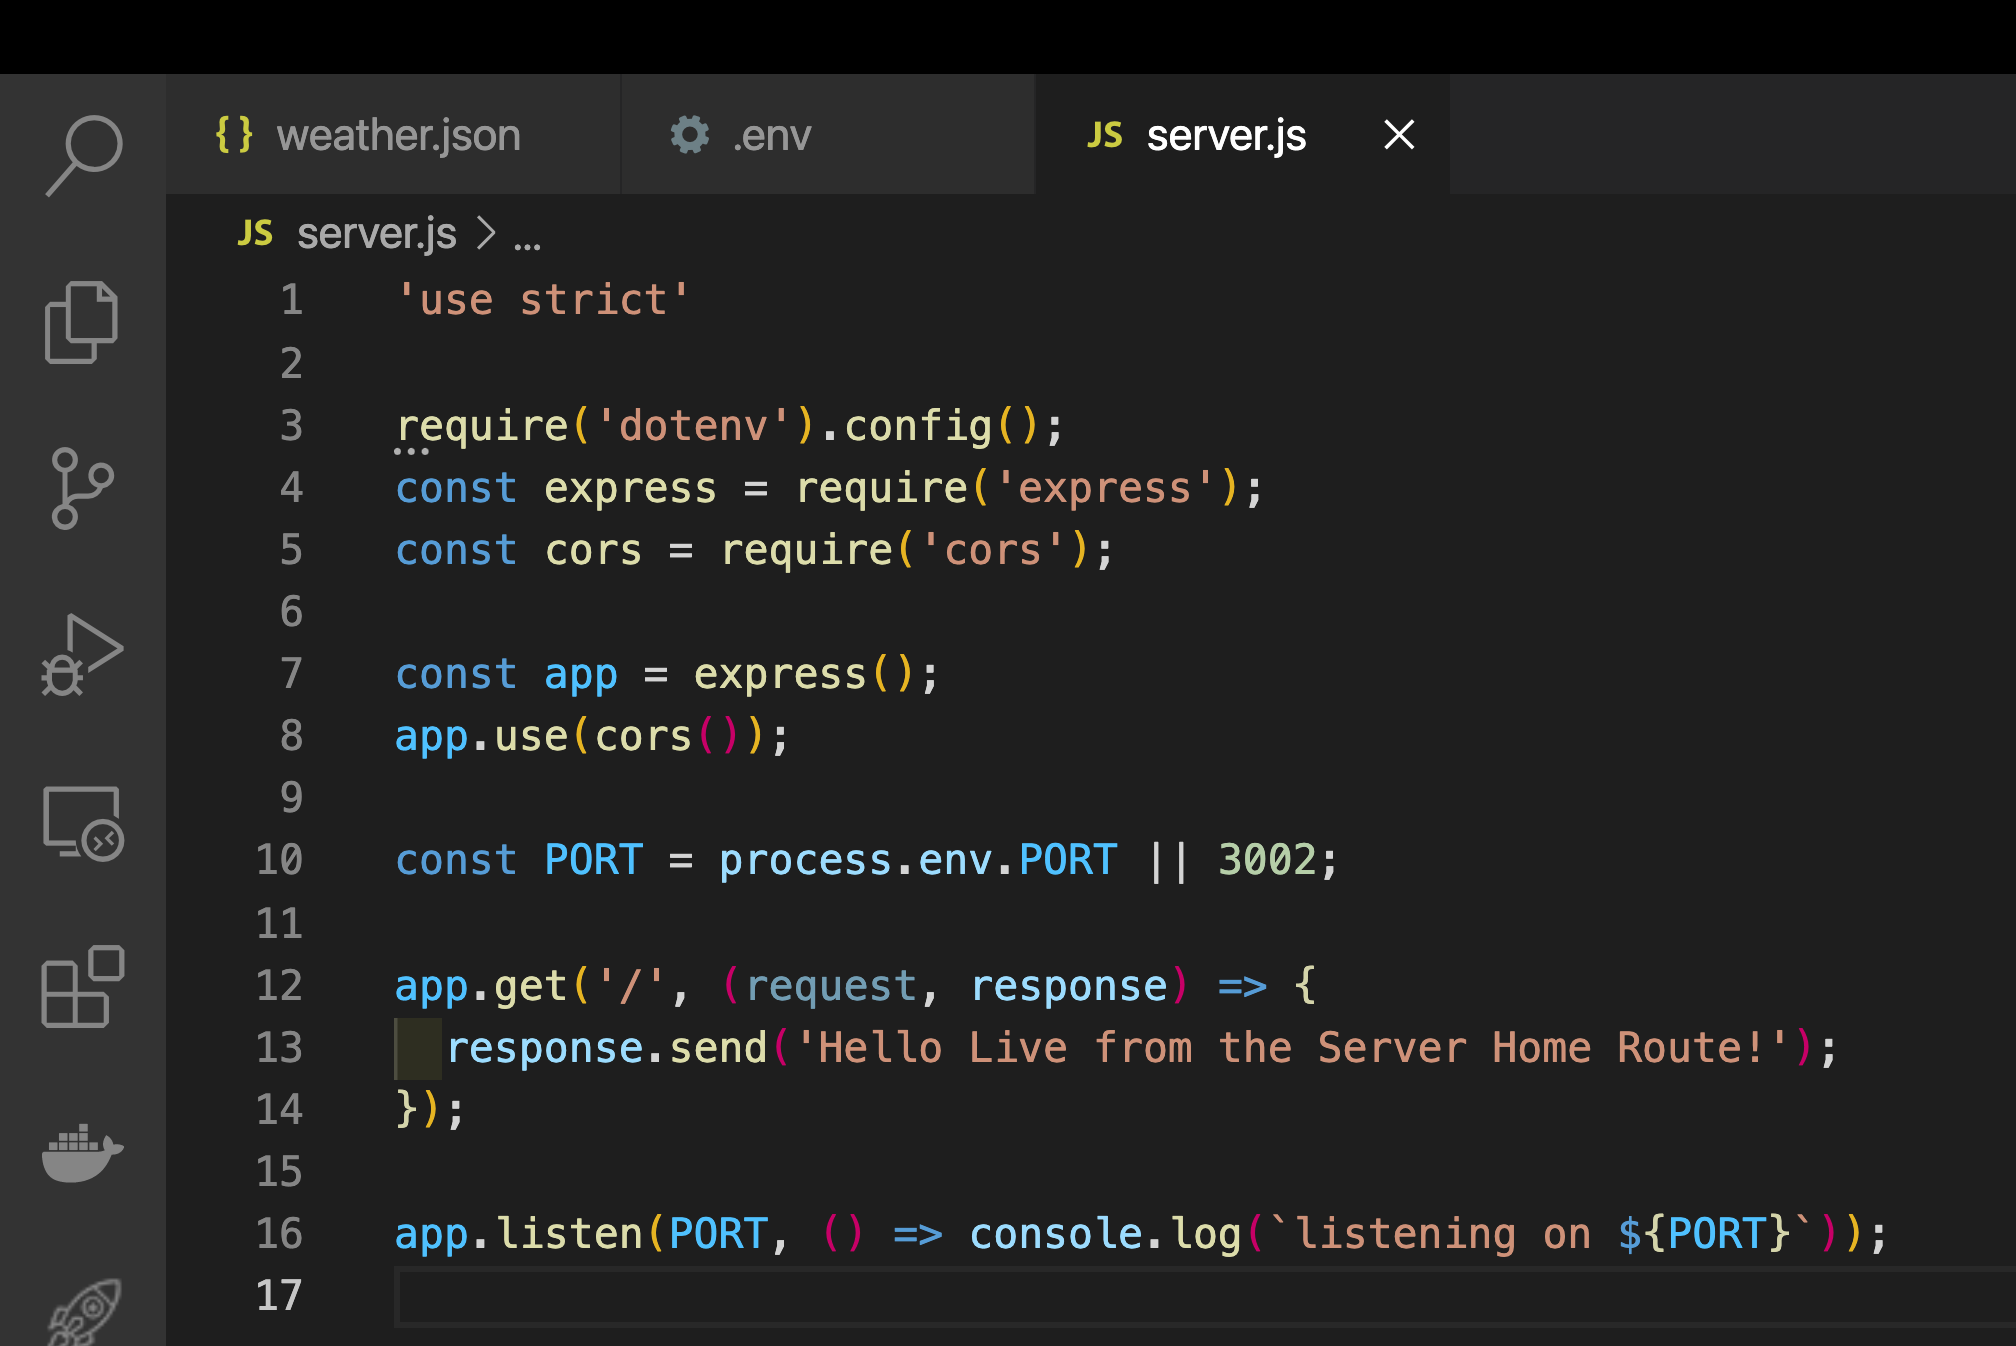 {} weather.json
.env
JS server.js
JS server.js > ...
1 'use strict'
2
3 require('dotenv').config();
4 const express = require('express');
5 const cors = require('cors');
6
7 const app = express();
8 app.use(cors());
9
10 const PORT = process.env.PORT || 3002;
11
12 app.get('/', (request, response) => {
13   response.send('Hello Live from the Server Home Route!');
14 });
15
16 app.listen(PORT, () => console.log(`listening on ${PORT}`));
17